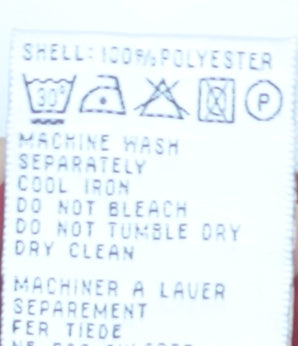 SHELL: 100% POLYESTER
30° P
MACHINE WASH
SEPARATELY
COOL IRON
DO NOT BLEACH
DO NOT TUMBLE DRY
DRY CLEAN
MACHINER A LAVER
SEPAREMENT
FER TIEDE